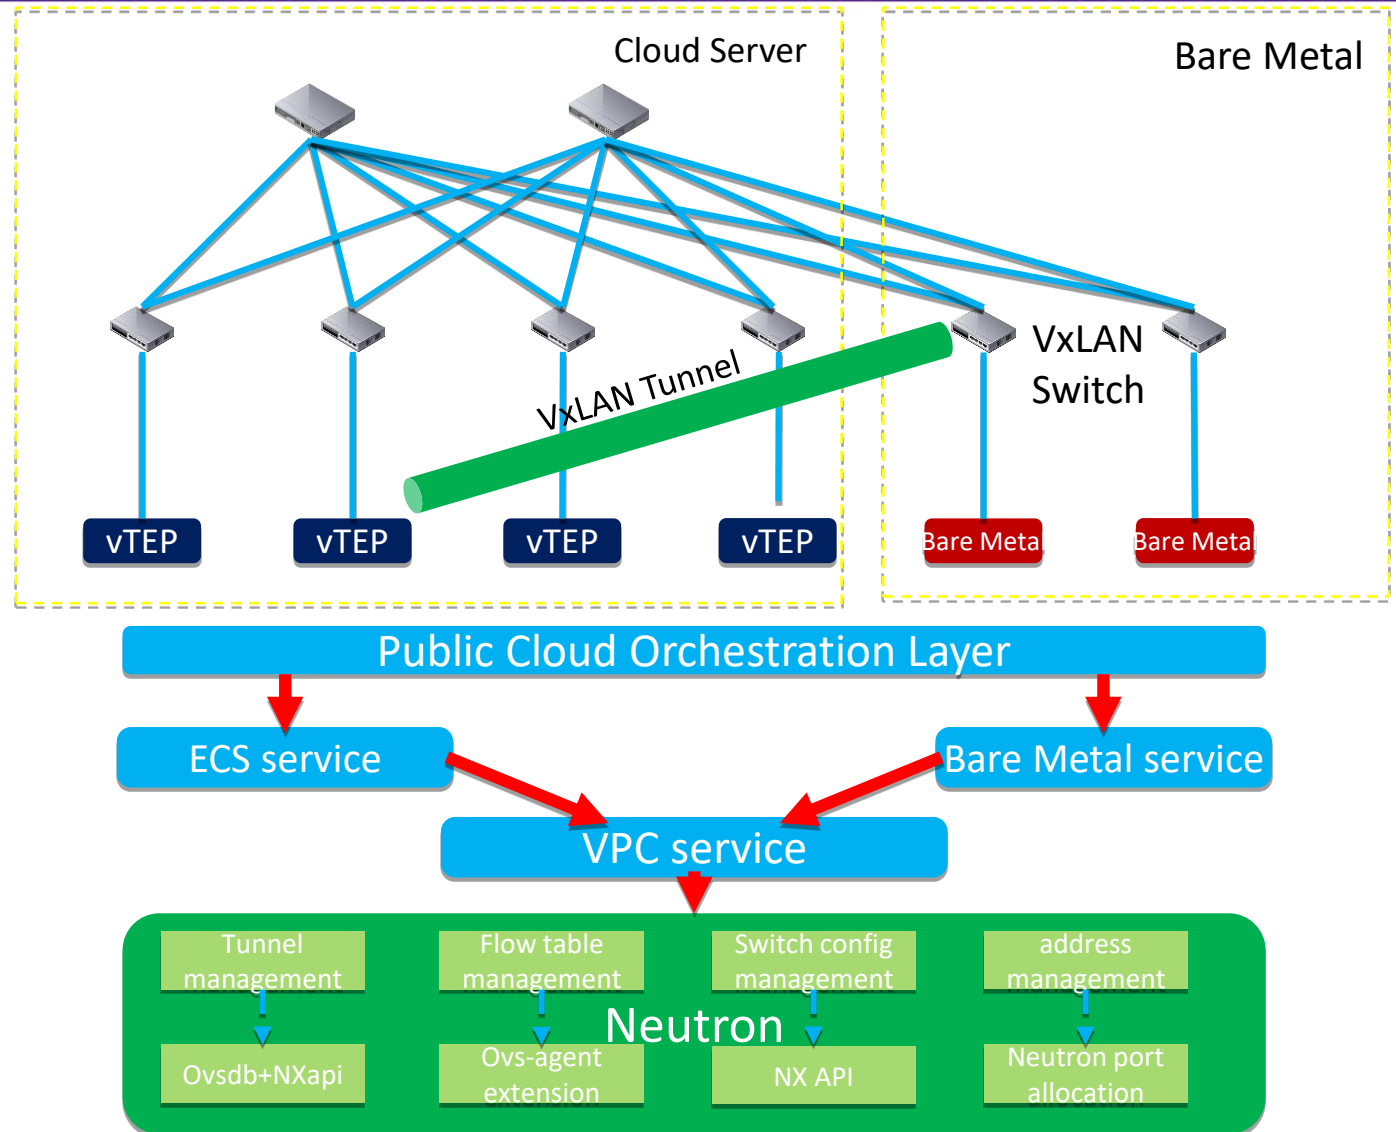 Cloud Server
Bare Metal
VxLAN
Switch
VxLAN Tunnel
vTEP
vTEP
vTEP
vTEP
Bare Metal
Bare Metal
Public Cloud Orchestration Layer
ECS service
Bare Metal service
VPC service
Tunnel
management
Flow table
management
Switch config
management
address
management
Neutron
Ovsdb+NXapi
Ovs-agent
extension
NX API
Neutron port
allocation